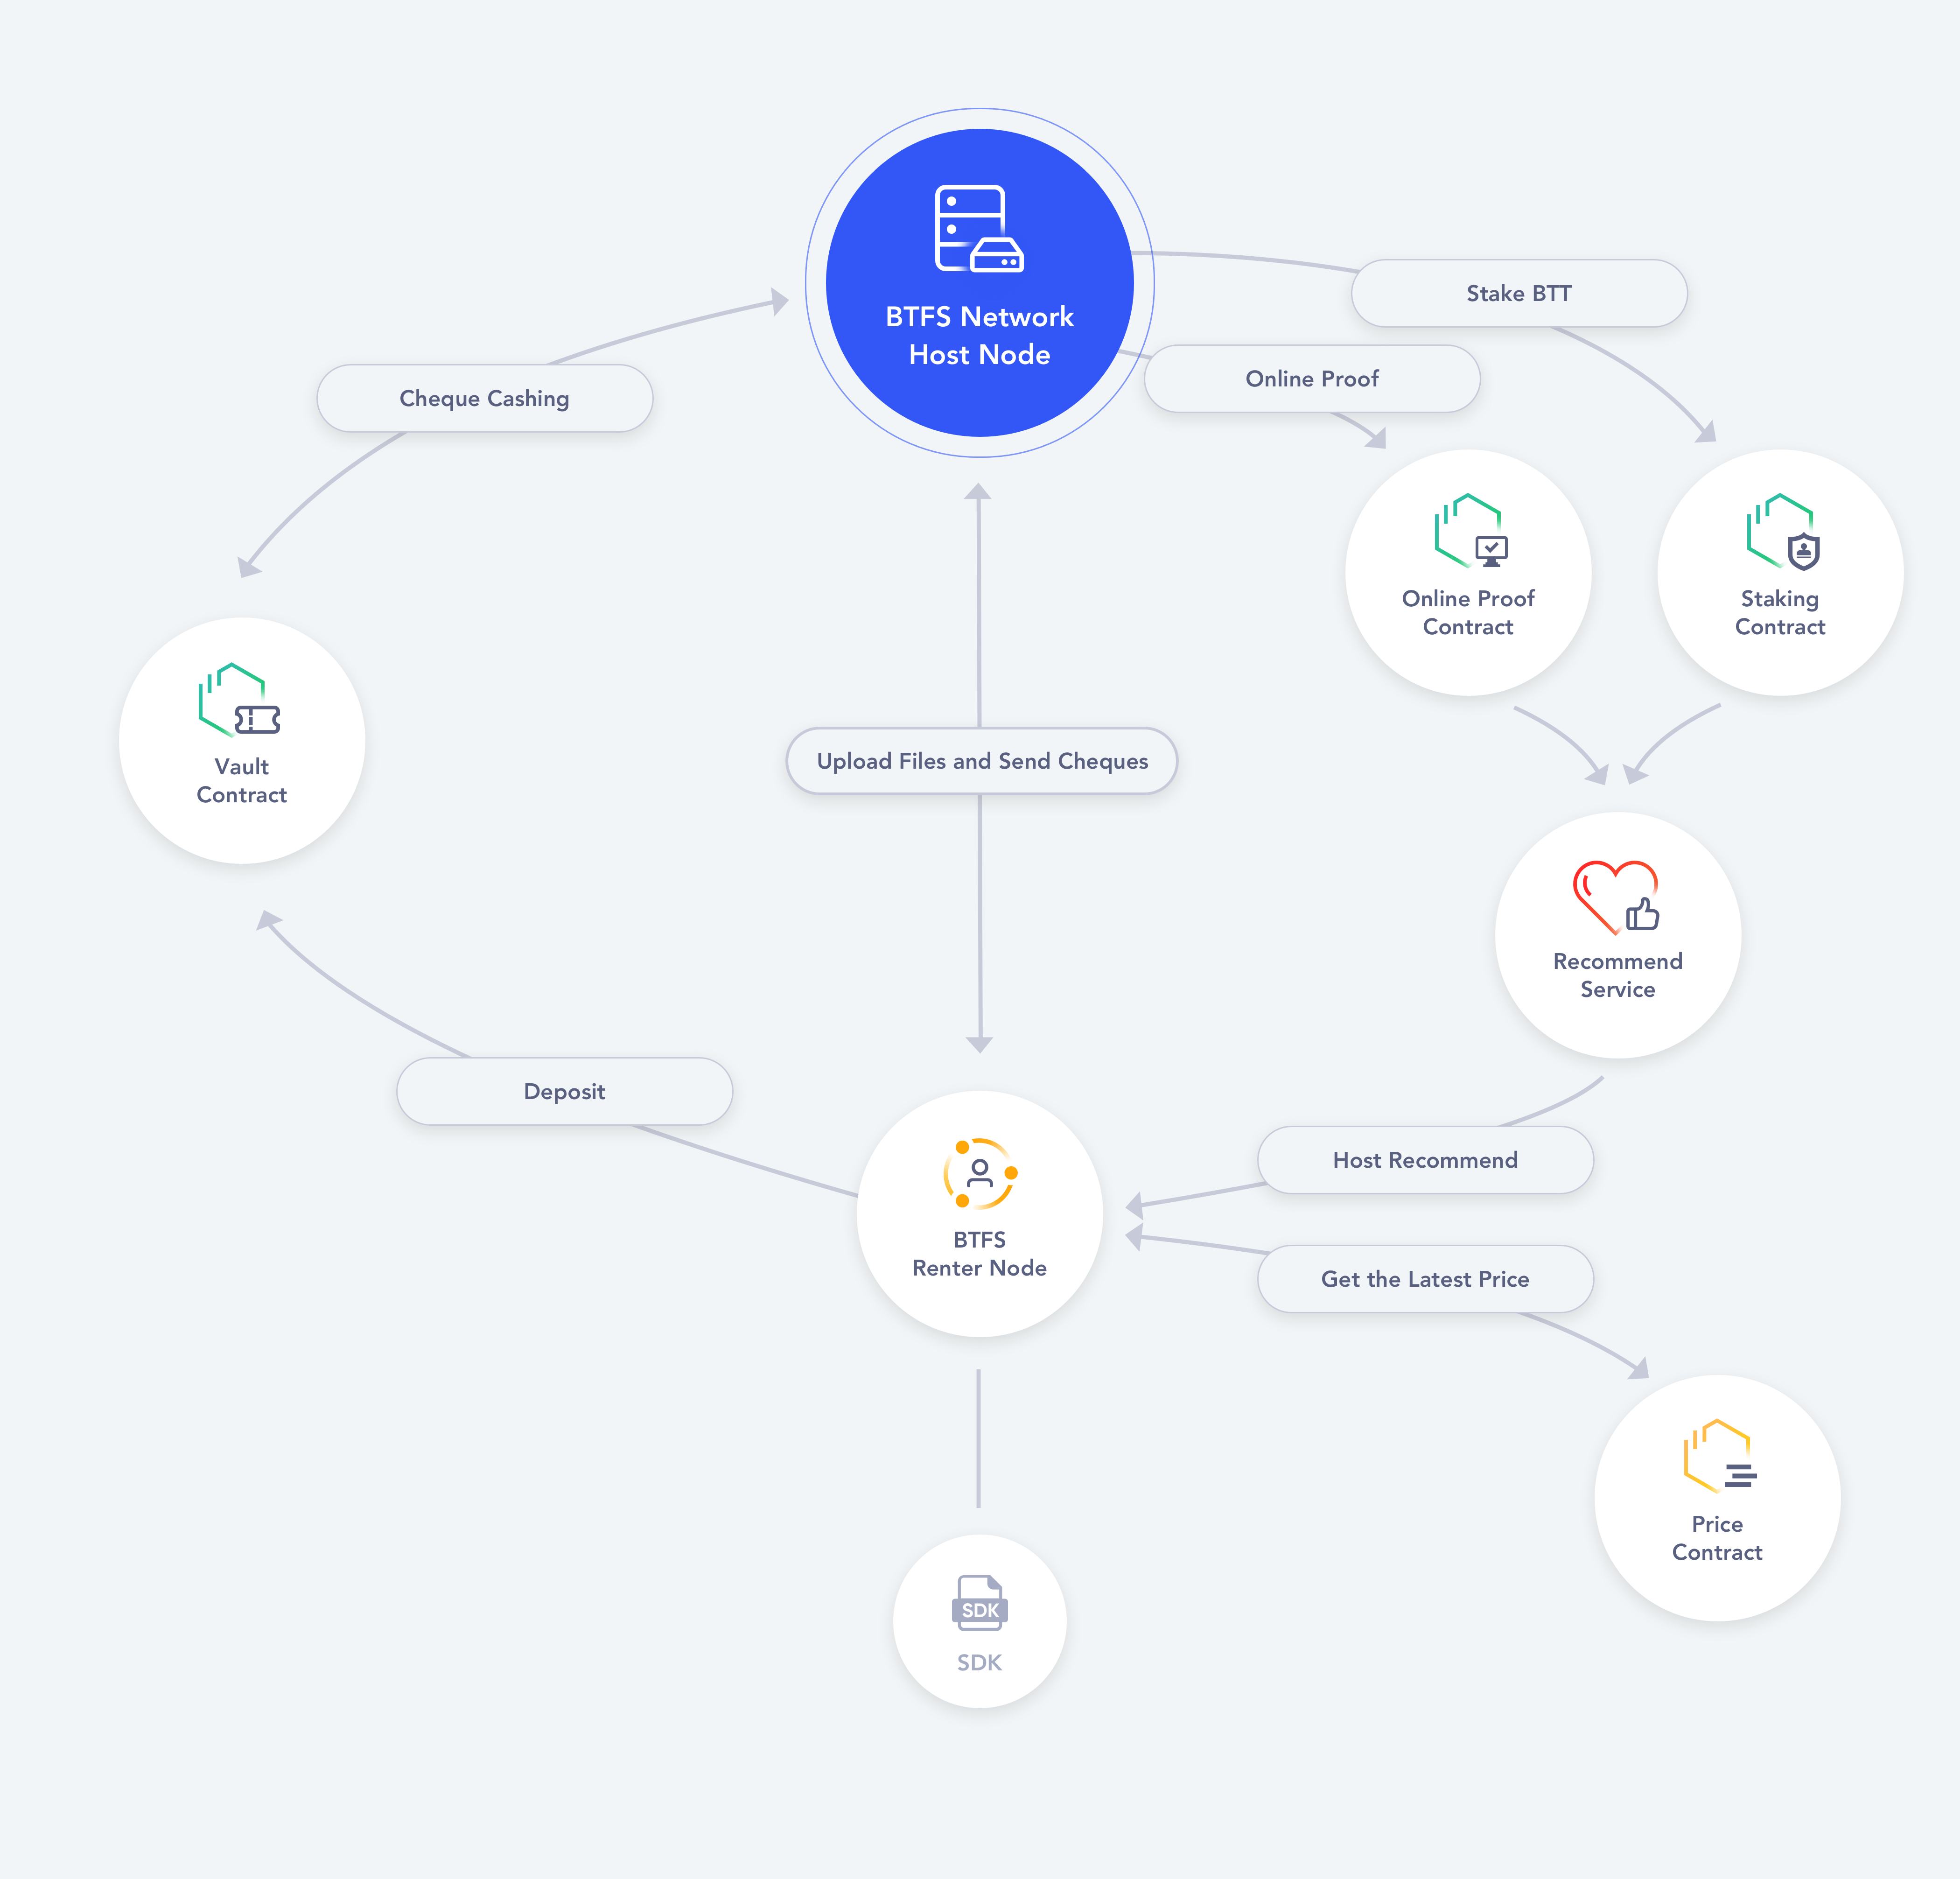 BTFS Network
Host Node
Stake BTT
Online Proof
Cheque Cashing
Online Proof
Contract
Staking
Contract
Vault
Contract
Upload Files and Send Cheques
Recommend
Service
Deposit
Host Recommend
BTFS
Renter Node
Get the Latest Price
Price
Contract
SDK
SDK